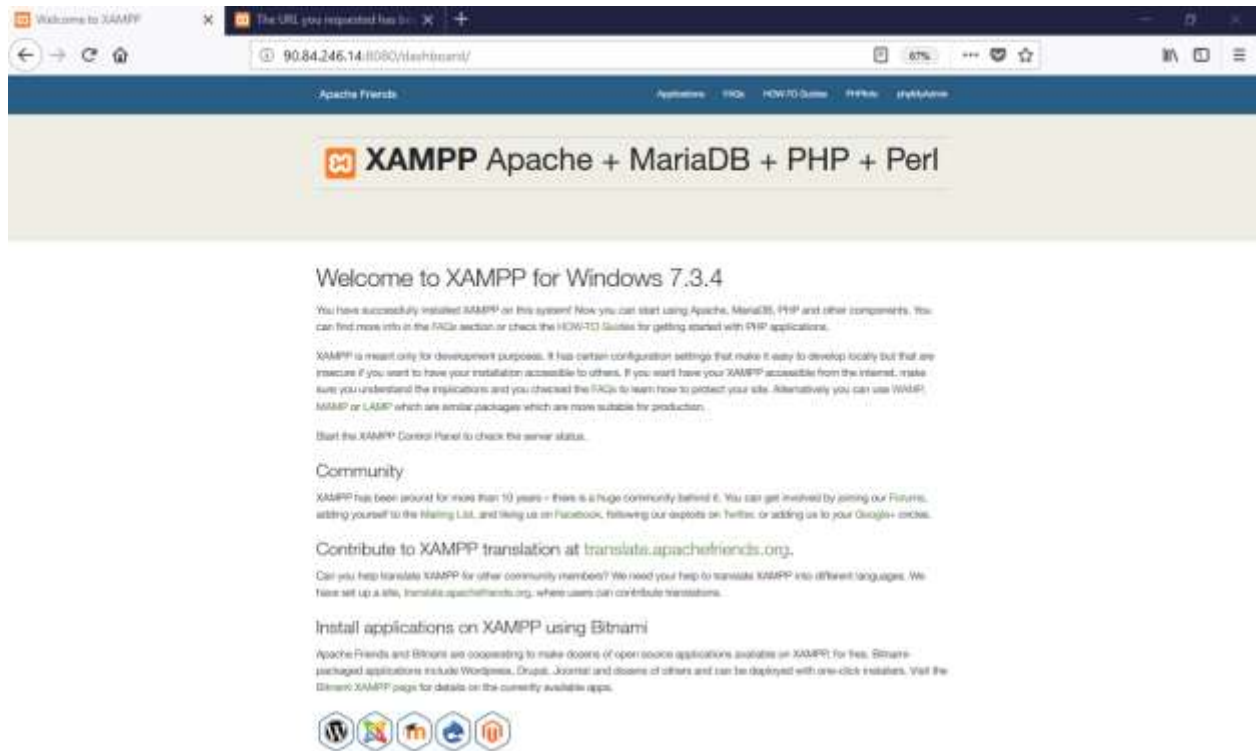 Welcome to XAMPP
The URL you requested has be
90.84.246.14:8080/dashboard/
67%
Apache Friends
Applications FAQs HOW-TO Guides PHPInfo phpMyAdmin
XAMPP Apache + MariaDB + PHP + Perl
Welcome to XAMPP for Windows 7.3.4
You have successfully installed XAMPP on this system! Now you can start using Apache, MariaDB, PHP and other components. You
can find more info in the FAQs section or check the HOW-TO Guides for getting started with PHP applications.
XAMPP is meant only for development purposes. It has certain configuration settings that make it easy to develop locally but that are
insecure if you want to have your installation accessible to others. If you want have your XAMPP accessible from the internet, make
sure you understand the implications and you checked the FAQs to learn how to protect your site. Alternatively you can use WAMP,
MAMP or LAMP which are similar packages which are more suitable for production.
Start the XAMPP Control Panel to check the server status.
Community
XAMPP has been around for more than 10 years – there is a huge community behind it. You can get involved by joining our Forums,
adding yourself to the Mailing List, and liking us on Facebook, following our exploits on Twitter, or adding us to your Google+ circles.
Contribute to XAMPP translation at translate.apachefriends.org.
Can you help translate XAMPP for other community members? We need your help to translate XAMPP into different languages. We
have set up a site, translate.apachefriends.org, where users can contribute translations.
Install applications on XAMPP using Bitnami
Apache Friends and Bitnami are cooperating to make dozens of open source applications available on XAMPP, for free. Bitnami-
packaged applications include Wordpress, Drupal, Joomla! and dozens of others and can be deployed with one-click installers. Visit the
Bitnami XAMPP page for details on the currently available apps.